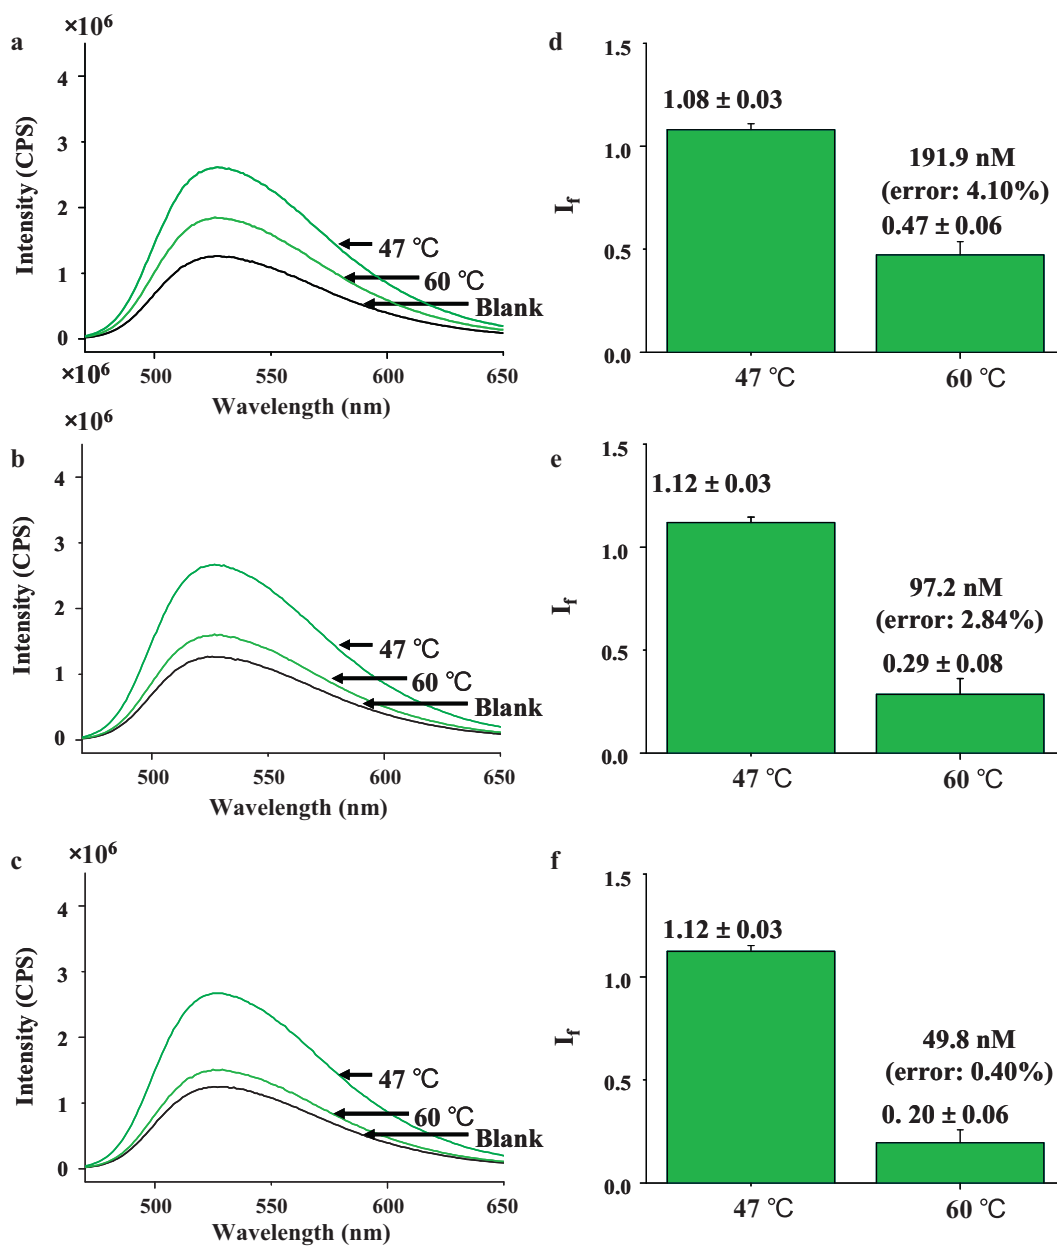 a
×10⁶
4
3
2
1
0
Intensity (CPS)
47 ℃
60 ℃
Blank
×10⁶
500
550
600
650
Wavelength (nm)
d
1.5
1.0
0.5
0.0
I_f
1.08 ± 0.03
191.9 nM
(error: 4.10%)
0.47 ± 0.06
47 ℃
60 ℃
b
×10⁶
4
3
2
1
0
Intensity (CPS)
47 ℃
60 ℃
Blank
500
550
600
650
Wavelength (nm)
e
1.5
1.0
0.5
0.0
I_f
1.12 ± 0.03
97.2 nM
(error: 2.84%)
0.29 ± 0.08
47 ℃
60 ℃
c
×10⁶
4
3
2
1
0
Intensity (CPS)
47 ℃
60 ℃
Blank
500
550
600
650
Wavelength (nm)
f
1.5
1.0
0.5
0.0
I_f
1.12 ± 0.03
49.8 nM
(error: 0.40%)
0. 20 ± 0.06
47 ℃
60 ℃